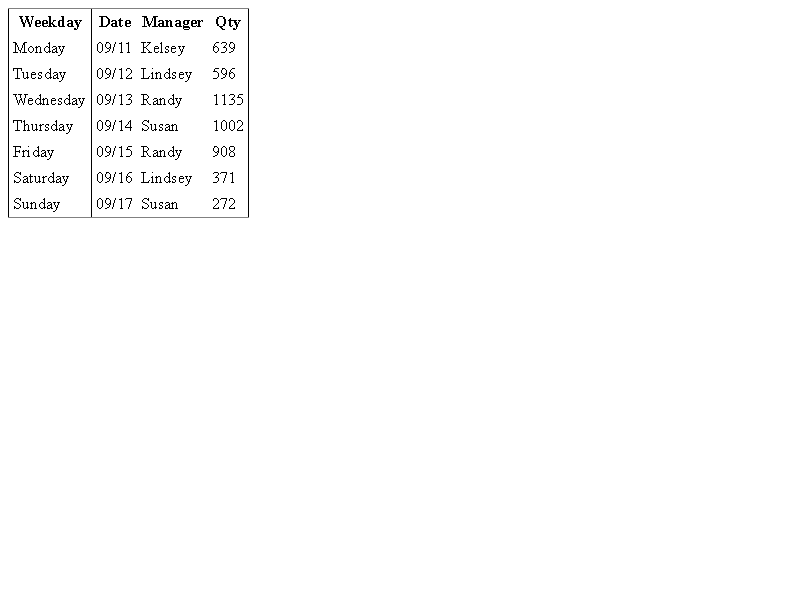 Weekday Date Manager Qty
Monday 09/11 Kelsey 639
Tuesday 09/12 Lindsey 596
Wednesday 09/13 Randy 1135
Thursday 09/14 Susan 1002
Friday 09/15 Randy 908
Saturday 09/16 Lindsey 371
Sunday 09/17 Susan 272